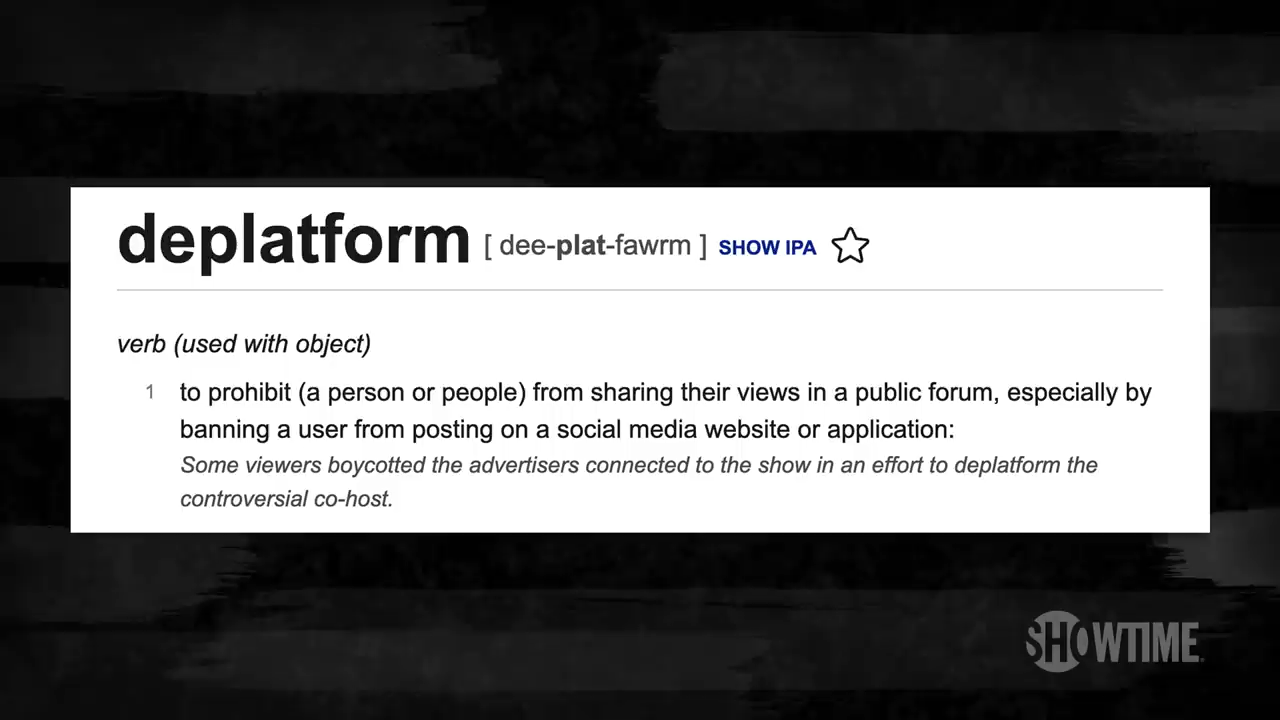 deplatform [ dee-plat-fawrm ] SHOW IPA
verb (used with object)
1 to prohibit (a person or people) from sharing their views in a public forum, especially by
banning a user from posting on a social media website or application:
Some viewers boycotted the advertisers connected to the show in an effort to deplatform the
controversial co-host.
SHOWTIME